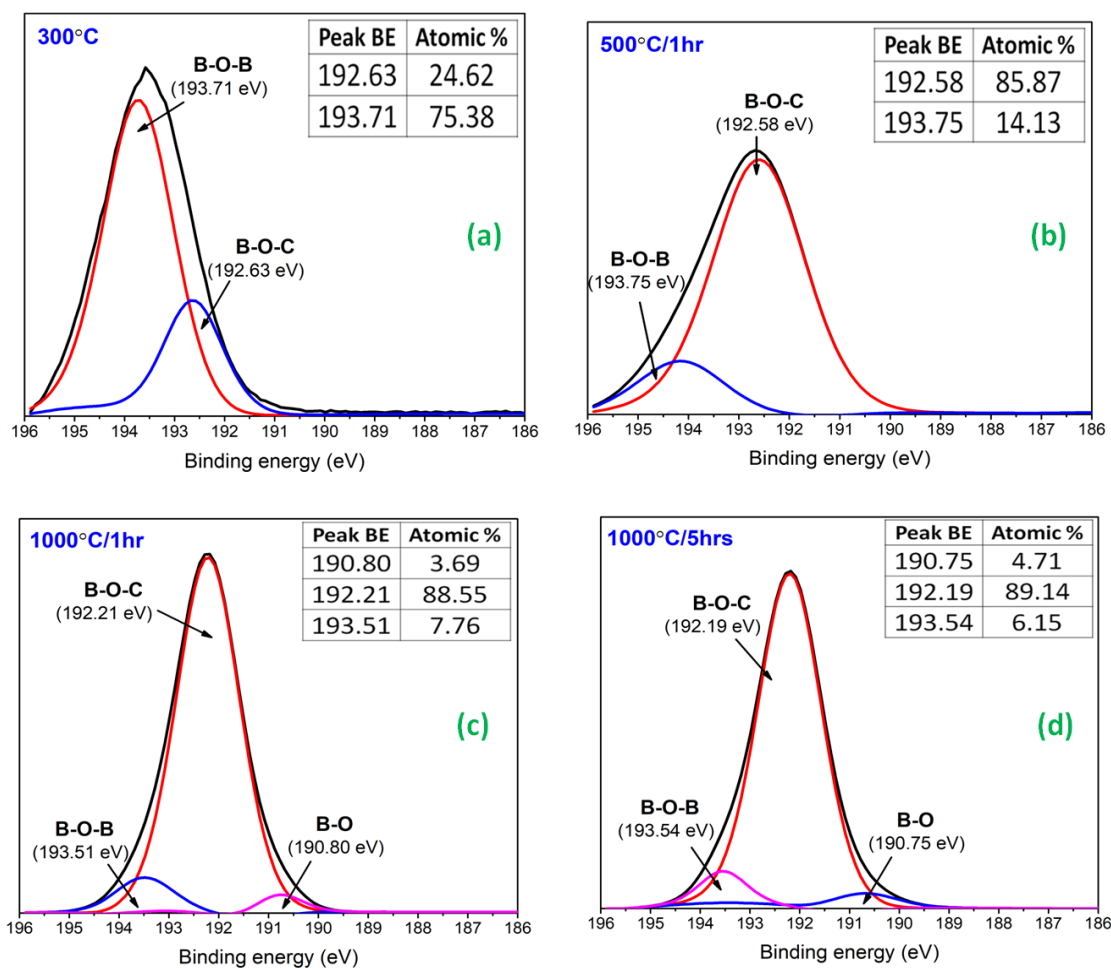 300°C
Peak BE Atomic %
192.63 24.62
193.71 75.38
B-O-B
(193.71 eV)
B-O-C
(192.63 eV)
(a)
196 195 194 193 192 191 190 189 188 187 186
Binding energy (eV)
500°C/1hr
Peak BE Atomic %
192.58 85.87
193.75 14.13
B-O-C
(192.58 eV)
B-O-B
(193.75 eV)
(b)
196 195 194 193 192 191 190 189 188 187 186
Binding energy (eV)
1000°C/1hr
Peak BE Atomic %
190.80 3.69
192.21 88.55
193.51 7.76
B-O-C
(192.21 eV)
(c)
B-O-B
(193.51 eV)
B-O
(190.80 eV)
196 195 194 193 192 191 190 189 188 187 186
Binding energy (eV)
1000°C/5hrs
Peak BE Atomic %
190.75 4.71
192.19 89.14
193.54 6.15
B-O-C
(192.19 eV)
(d)
B-O-B
(193.54 eV)
B-O
(190.75 eV)
196 195 194 193 192 191 190 189 188 187 186
Binding energy (eV)